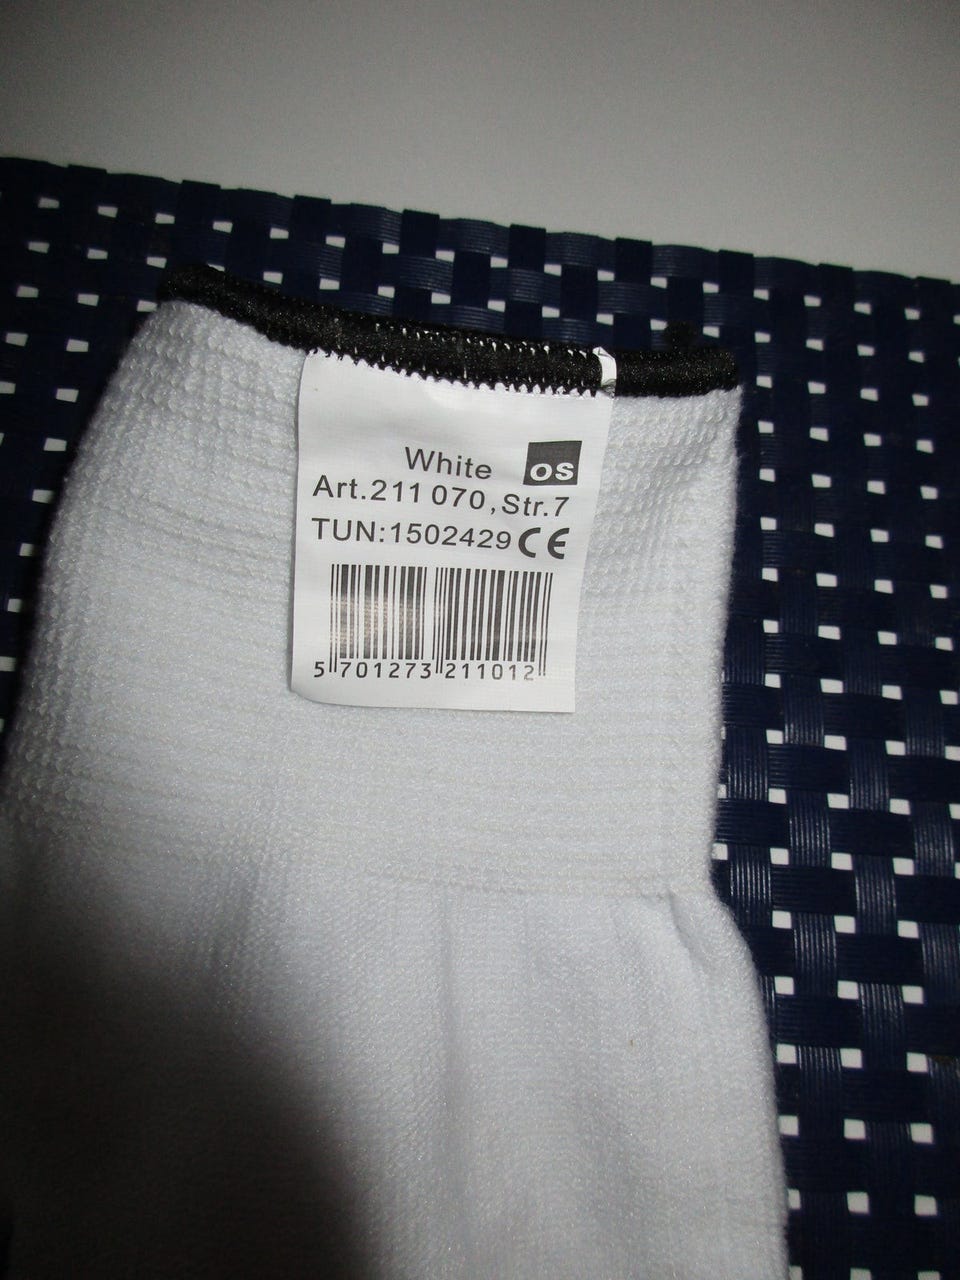 White os
Art.211 070,Str.7
TUN:1502429 CE
5 701273 211012